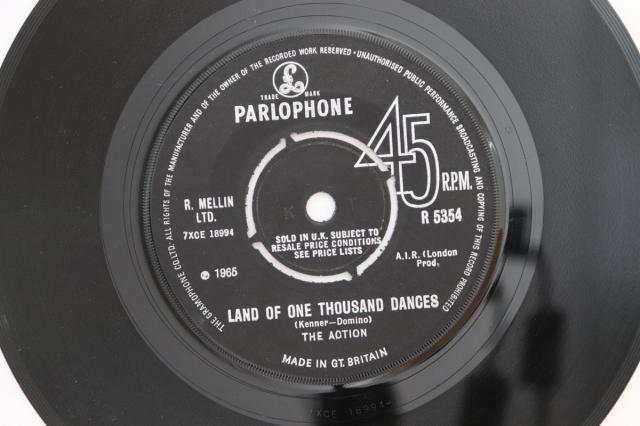 THE GRAMOPHONE CO. LTD. ALL RIGHTS OF THE MANUFACTURER AND OF THE OWNER OF THE RECORDED WORK RESERVED • UNAUTHORISED PUBLIC PERFORMANCE BROADCASTING AND COPYING OF THIS RECORD PROHIBITED
£
TRADE MARK
PARLOPHONE
45
R.P.M.
R. MELLIN
LTD.
7XCE 18994
K T
R 5354
SOLD IN U.K. SUBJECT TO
RESALE PRICE CONDITIONS,
SEE PRICE LISTS
A.I.R. (London
Prod.
℗ 1965
LAND OF ONE THOUSAND DANCES
(Kenner—Domino)
THE ACTION
MADE IN GT. BRITAIN
7XCE 18994